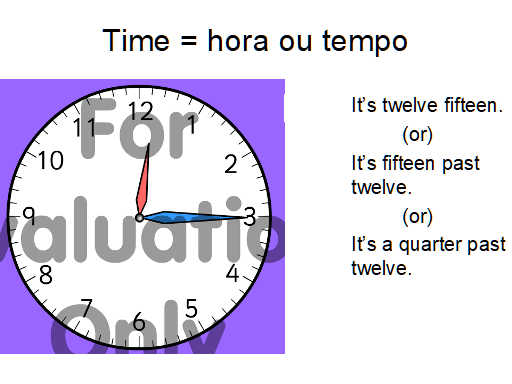 Time = hora ou tempo
12
11
1
10
2
9
3
8
4
7
5
6
For
valuatio
Only
It's twelve fifteen.
(or)
It's fifteen past
twelve.
(or)
It's a quarter past
twelve.